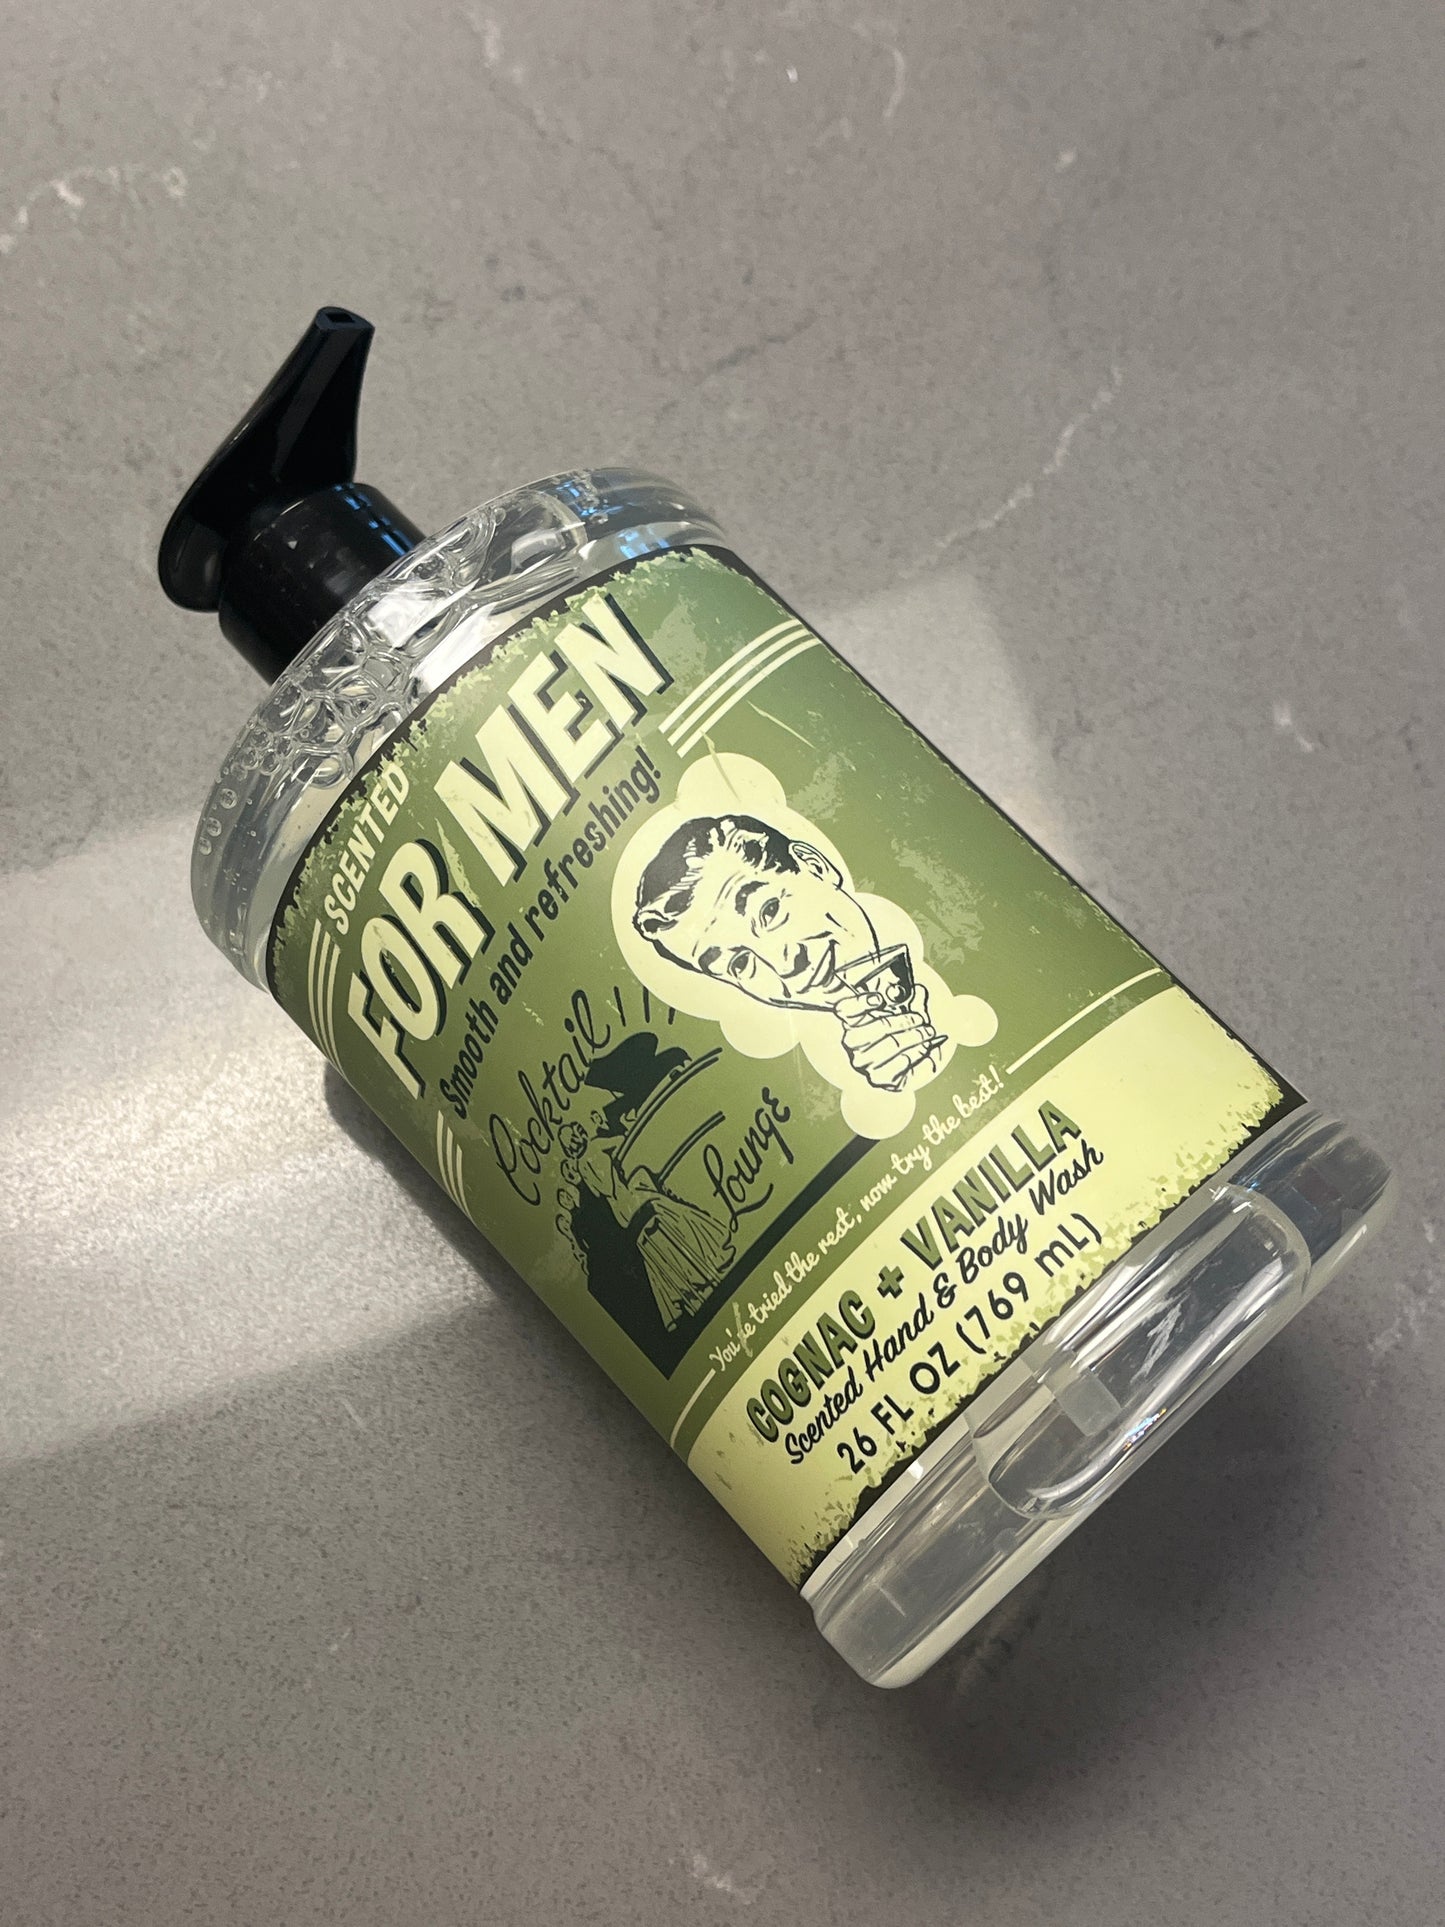 SCENTED
FOR MEN
Smooth and refreshing!
Cocktail
Lounge
You've tried the rest, now try the best!
COGNAC + VANILLA
Scented Hand & Body Wash
26 FL OZ (769 mL)